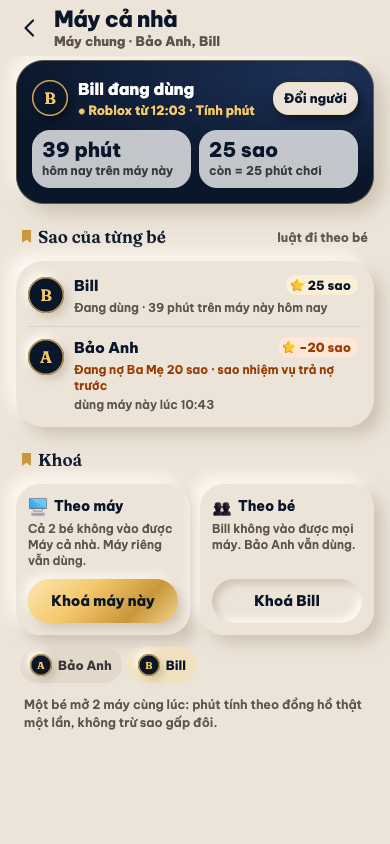 Máy cả nhà
Máy chung · Bảo Anh, Bill
B
Bill đang dùng
● Roblox từ 12:03 · Tính phút
Đổi người
39 phút
hôm nay trên máy này
25 sao
còn = 25 phút chơi
Sao của từng bé
luật đi theo bé
B
Bill
25 sao
Đang dùng · 39 phút trên máy này hôm nay
A
Bảo Anh
−20 sao
Đang nợ Ba Mẹ 20 sao · sao nhiệm vụ trả nợ
trước
dùng máy này lúc 10:43
Khoá
Theo máy
Cả 2 bé không vào được
Máy cả nhà. Máy riêng
vẫn dùng.
Khoá máy này
Theo bé
Bill không vào được mọi
máy. Bảo Anh vẫn dùng.
Khoá Bill
A Bảo Anh
B Bill
Một bé mở 2 máy cùng lúc: phút tính theo đồng hồ thật
một lần, không trừ sao gấp đôi.